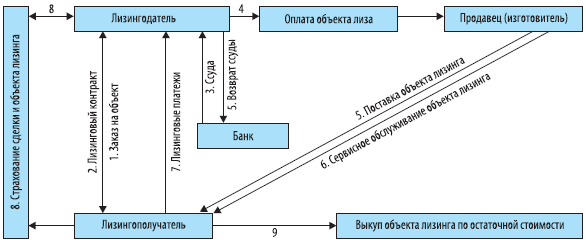 8
4
Лизингодатель
Оплата объекта лиза
Продавец (изготовитель)
8. Страхование сделки и объекта лизинга
2. Лизинговый контракт
1. Заказ на объект
7. Лизинговые платежи
3. Ссуда
5. Возврат ссуды
Банк
5. Поставка объекта лизинга
6. Сервисное обслуживание объекта лизинга
Лизингополучатель
9
Выкуп объекта лизинга по остаточной стоимости